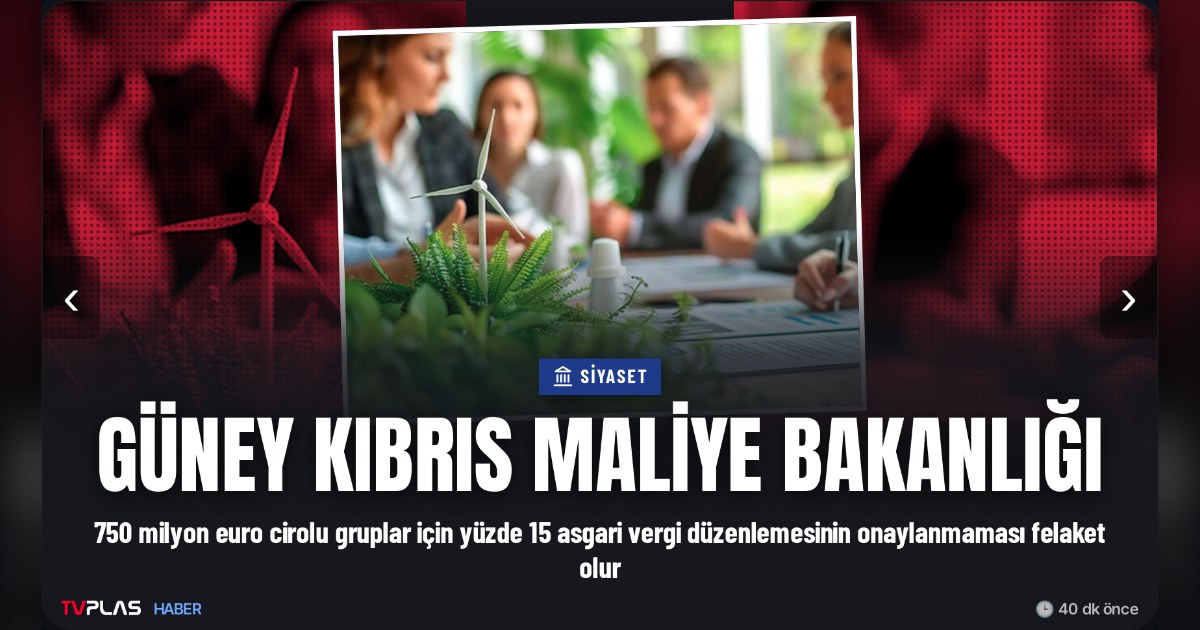 SİYASET
GÜNEY KIBRIS MALİYE BAKANLIĞI
750 milyon euro cirolu gruplar için yüzde 15 asgari vergi düzenlemesinin onaylanmaması felaket
olur
TVPLAS HABER
40 dk önce